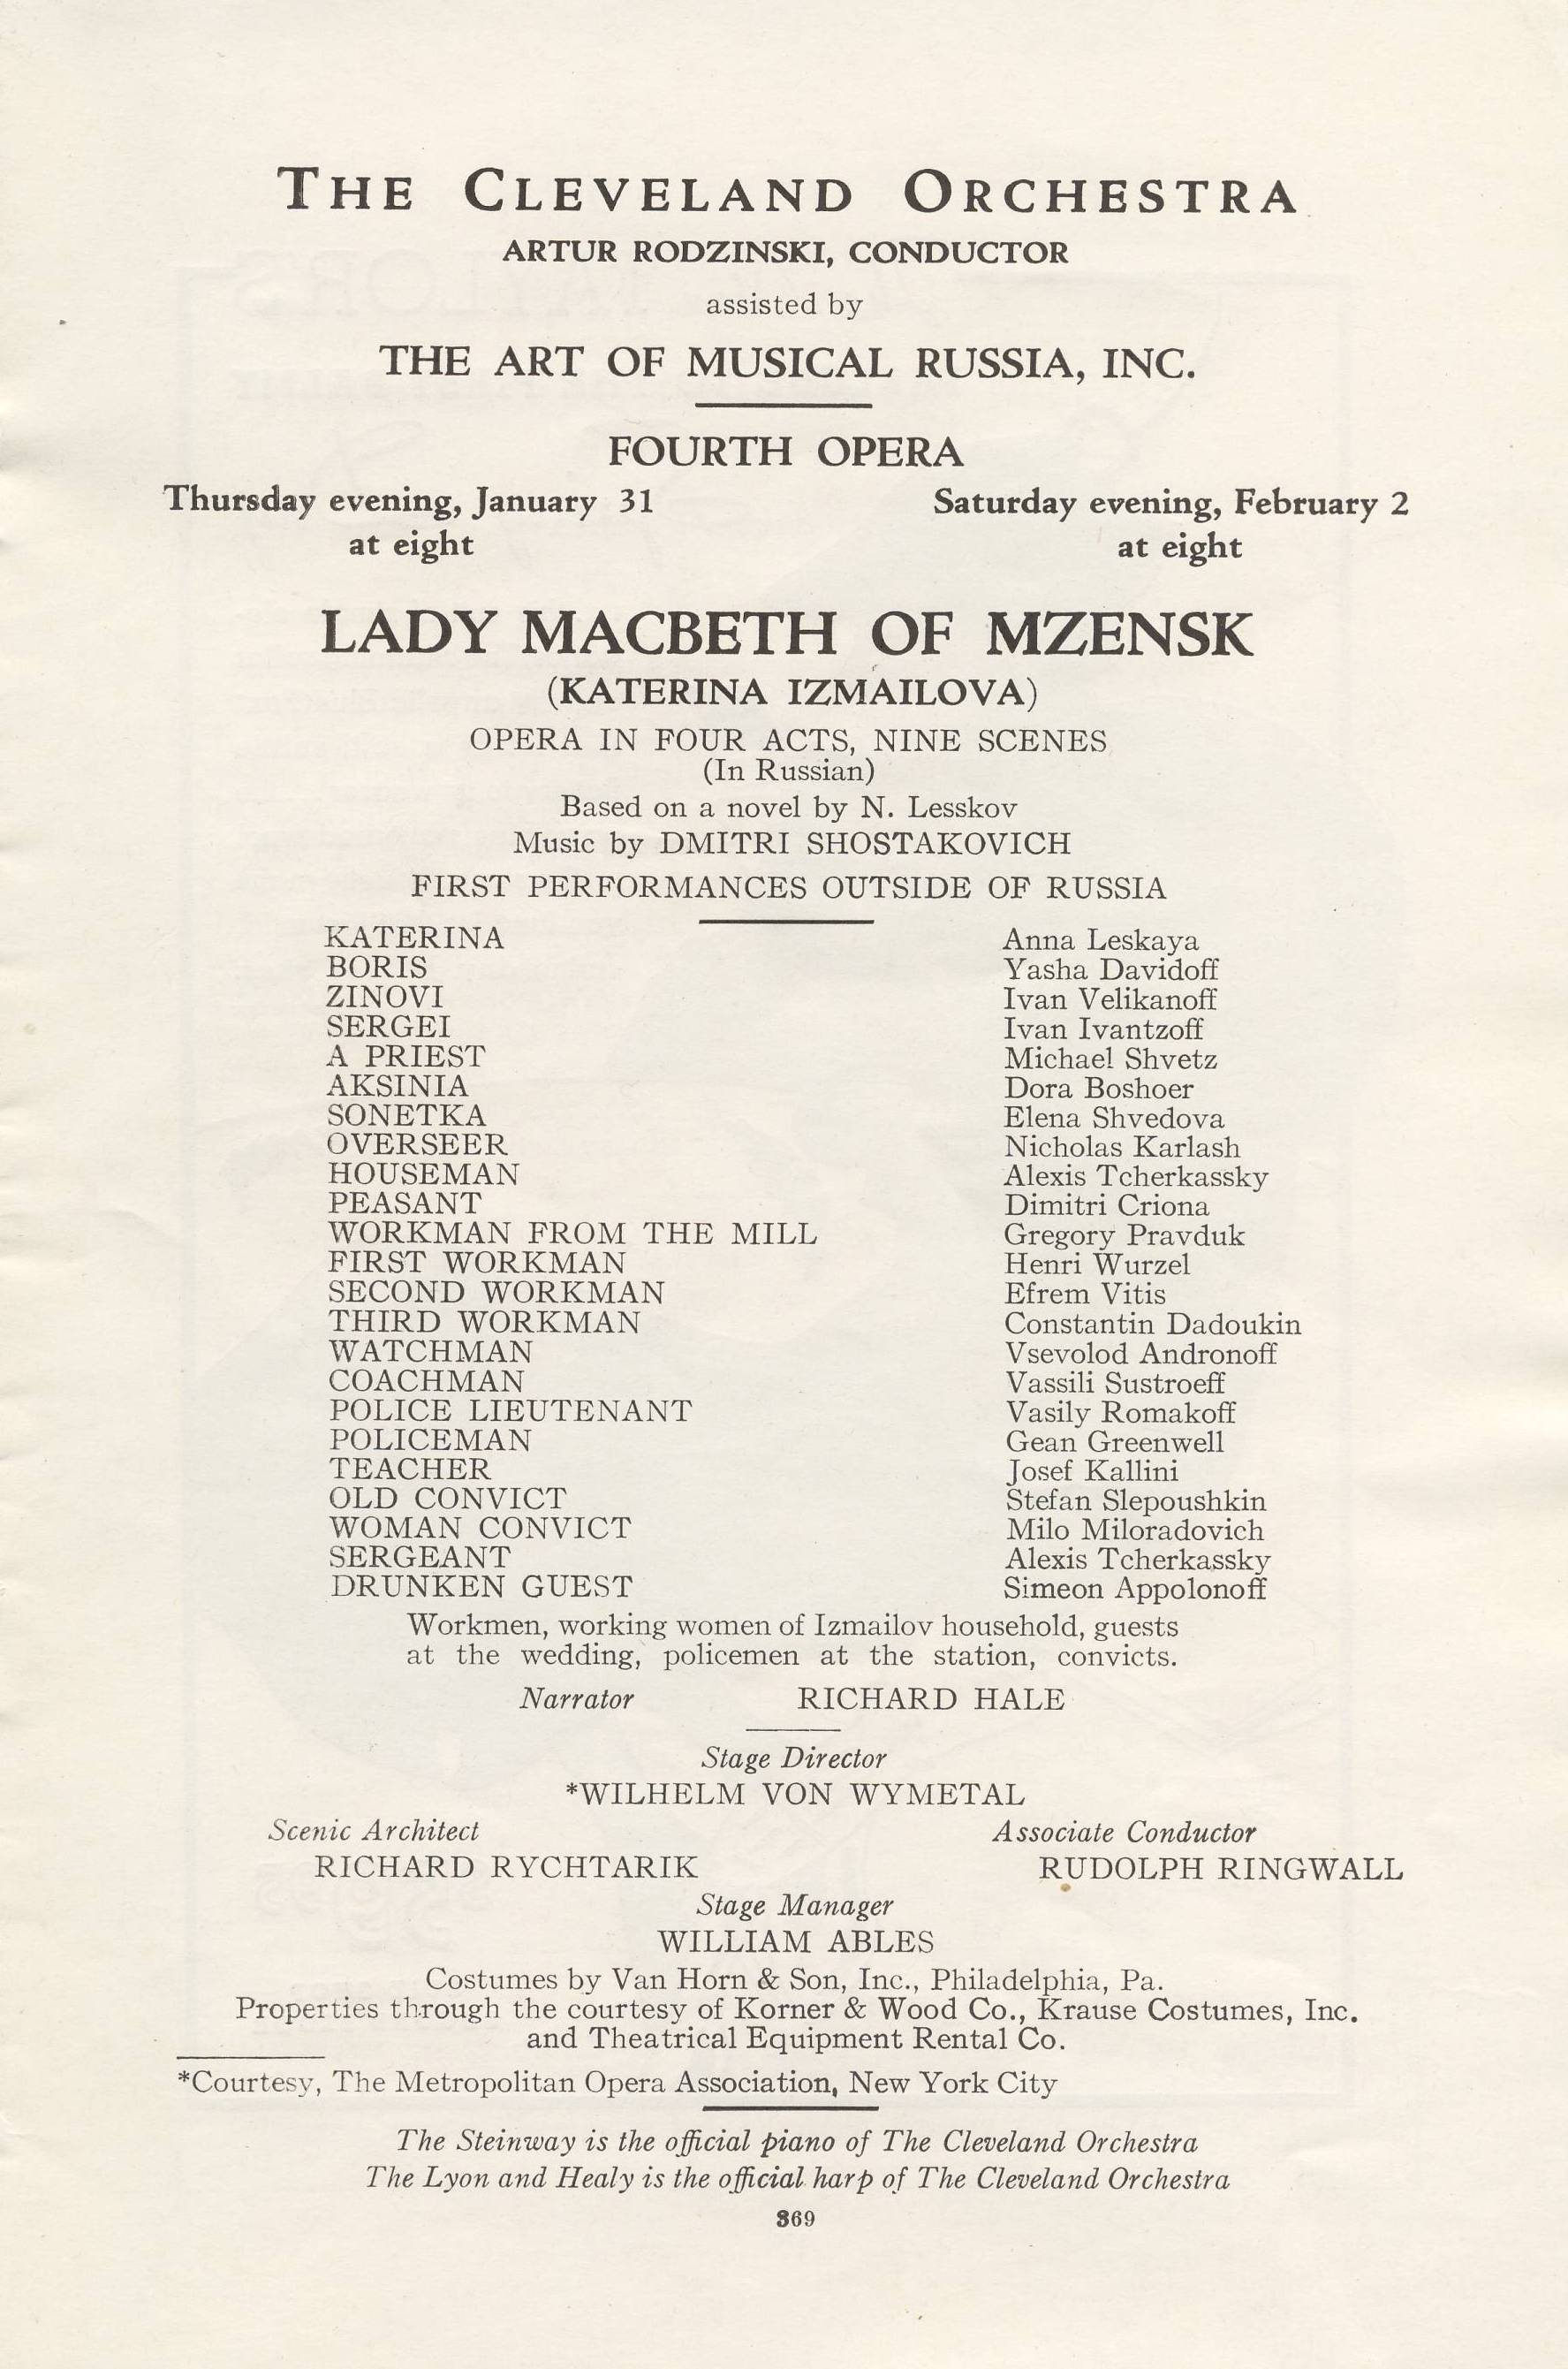 THE CLEVELAND ORCHESTRA
ARTUR RODZINSKI, CONDUCTOR
assisted by
THE ART OF MUSICAL RUSSIA, INC.
FOURTH OPERA
Thursday evening, January 31 Saturday evening, February 2
at eight at eight
LADY MACBETH OF MZENSK
(KATERINA IZMAILOVA)
OPERA IN FOUR ACTS, NINE SCENES
(In Russian)
Based on a novel by N. Lesskov
Music by DMITRI SHOSTAKOVICH
FIRST PERFORMANCES OUTSIDE OF RUSSIA
KATERINA Anna Leskaya
BORIS Yasha Davidoff
ZINOVI Ivan Velikanoff
SERGEI Ivan Ivantzoff
A PRIEST Michael Shvetz
AKSINIA Dora Boshoer
SONETKA Elena Shvedova
OVERSEER Nicholas Karlash
HOUSEMAN Alexis Tcherkassky
PEASANT Dimitri Criona
WORKMAN FROM THE MILL Gregory Pravduk
FIRST WORKMAN Henri Wurzel
SECOND WORKMAN Efrem Vitis
THIRD WORKMAN Constantin Dadoukin
WATCHMAN Vsevolod Andronoff
COACHMAN Vassili Sustroeff
POLICE LIEUTENANT Vasily Romakoff
POLICEMAN Gean Greenwell
TEACHER Josef Kallini
OLD CONVICT Stefan Slepoushkin
WOMAN CONVICT Milo Miloradovich
SERGEANT Alexis Tcherkassky
DRUNKEN GUEST Simeon Appolonoff
Workmen, working women of Izmailov household, guests
at the wedding, policemen at the station, convicts.
Narrator RICHARD HALE
Stage Director
*WILHELM VON WYMETAL
Scenic Architect Associate Conductor
RICHARD RYCHTARIK RUDOLPH RINGWALL
Stage Manager
WILLIAM ABLES
Costumes by Van Horn & Son, Inc., Philadelphia, Pa.
Properties through the courtesy of Korner & Wood Co., Krause Costumes, Inc.
and Theatrical Equipment Rental Co.
*Courtesy, The Metropolitan Opera Association, New York City
The Steinway is the official piano of The Cleveland Orchestra
The Lyon and Healy is the official harp of The Cleveland Orchestra
369